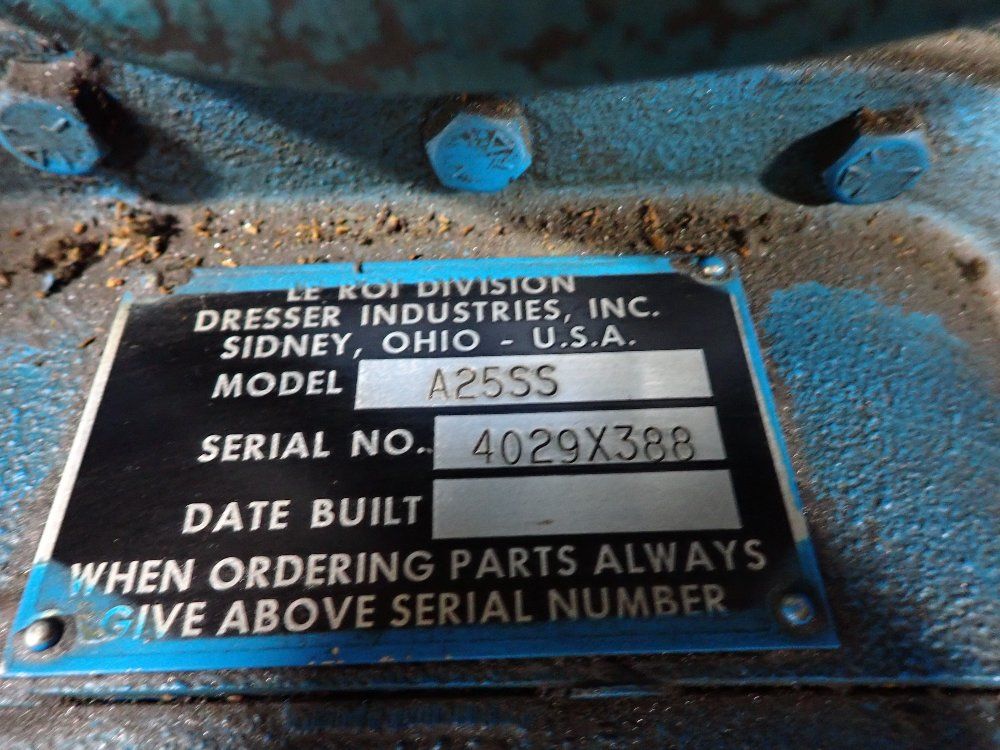 LE ROI DIVISION
DRESSER INDUSTRIES, INC.
SIDNEY, OHIO - U.S.A.
MODEL A25SS
SERIAL NO. 4029X388
DATE BUILT
WHEN ORDERING PARTS ALWAYS
GIVE ABOVE SERIAL NUMBER